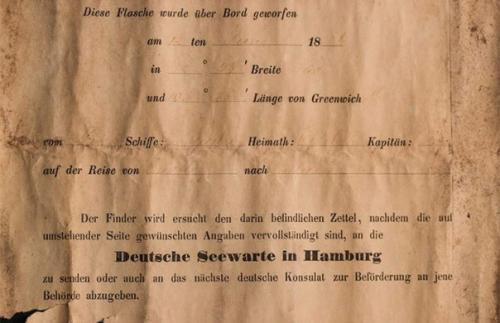 Diese Flasche wurde über Bord geworfen
am ten 18
in ° ' Breite
und ° ' Länge von Greenwich
vom Schiffe: Heimath: Kapitän:
auf der Reise von nach
Der Finder wird ersucht den darin befindlichen Zettel, nachdem die auf
umstehender Seite gewünschten Angaben vervollständigt sind, an die
Deutsche Seewarte in Hamburg
zu senden oder auch an das nächste deutsche Konsulat zur Beförderung an jene
Behörde abzugeben.